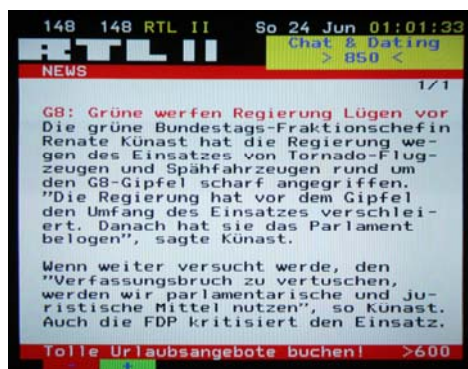 148 148 RTL II So 24 Jun 01:01:33
RTL II
Chat & Dating
> 850 <
NEWS
1/1
G8: Grüne werfen Regierung Lügen vor
Die grüne Bundestags-Fraktionschefin
Renate Künast hat die Regierung we-
gen des Einsatzes von Tornado-Flug-
zeugen und Spähfahrzeugen rund um
den G8-Gipfel scharf angegriffen.
"Die Regierung hat vor dem Gipfel
den Umfang des Einsatzes verschlei-
ert. Danach hat sie das Parlament
belogen", sagte Künast.
Wenn weiter versucht werde, den
"Verfassungsbruch zu vertuschen,
werden wir parlamentarische und ju-
ristische Mittel nutzen", so Künast.
Auch die FDP kritisiert den Einsatz.
Tolle Urlaubsangebote buchen! >600
- +